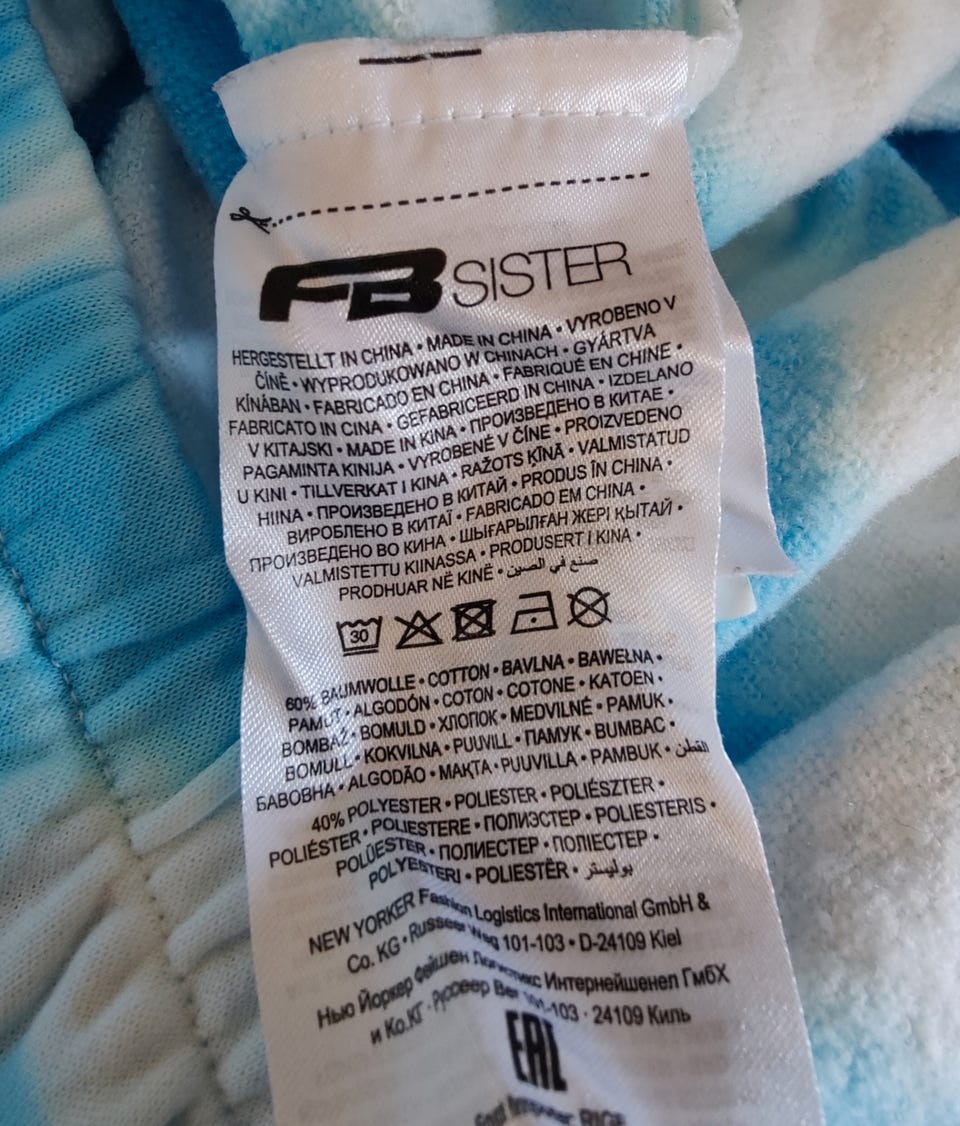 FB SISTER
HERGESTELLT IN CHINA • MADE IN CHINA • VYROBENO V
ČÍNĚ • WYPRODUKOWANO W CHINACH • GYÁRTVA
KÍNÁBAN • FABRICADO EN CHINA • FABRIQUÉ EN CHINE •
FABRICATO IN CINA • GEFABRICEERD IN CHINA • IZDELANO
V KITAJSKI • MADE IN KINA • ПРОИЗВЕДЕНО В КИТАЕ •
PAGAMINTA KINIJA • VYROBENÉ V ČÍNE • PROIZVEDENO
U KINI • TILLVERKAT I KINA • RAŽOTS ĶĪNĀ • VALMISTATUD
HIINA • ПРОИЗВЕДЕНО В КИТАЙ • PRODUS ÎN CHINA •
ВИРОБЛЕНО В КИТАЇ • FABRICADO EM CHINA •
ПРОИЗВЕДЕНО ВО КИНА • ШЫҒАРЫЛҒАН ЖЕРІ ҚЫТАЙ •
VALMISTETTU KIINASSA • PRODUSERT I KINA •
PRODHUAR NË KINË • صنع في الصين
30
60% BAUMWOLLE • COTTON • BAVLNA • BAWEŁNA •
PAMUT • ALGODÓN • COTON • COTONE • KATOEN •
BOMBAŽ • BOMULD • ХЛОПОК • MEDVILNÉ • PAMUK •
BOMULL • KOKVILNA • PUUVILL • ПАМУК • BUMBAC •
БАВОВНА • ALGODÃO • МАҚТА • PUUVILLA • PAMBUK • القطن
40% POLYESTER • POLIESTER • POLIÉSZTER •
POLIÉSTER • POLIESTERE • ПОЛИЭСТЕР • POLIESTERIS •
POLÜESTER • ПОЛИЕСТЕР • ПОЛІЕСТЕР •
POLYESTERI • POLIESTËR • بوليستر
NEW YORKER Fashion Logistics International GmbH &
Co. KG • Russeer Weg 101-103 • D-24109 Kiel
Нью Йоркер Фейшен Логистикс Интернейшенел ГмбХ
и Ко.КГ · Руссеер Вег 101-103 · 24109 Киль
EAC